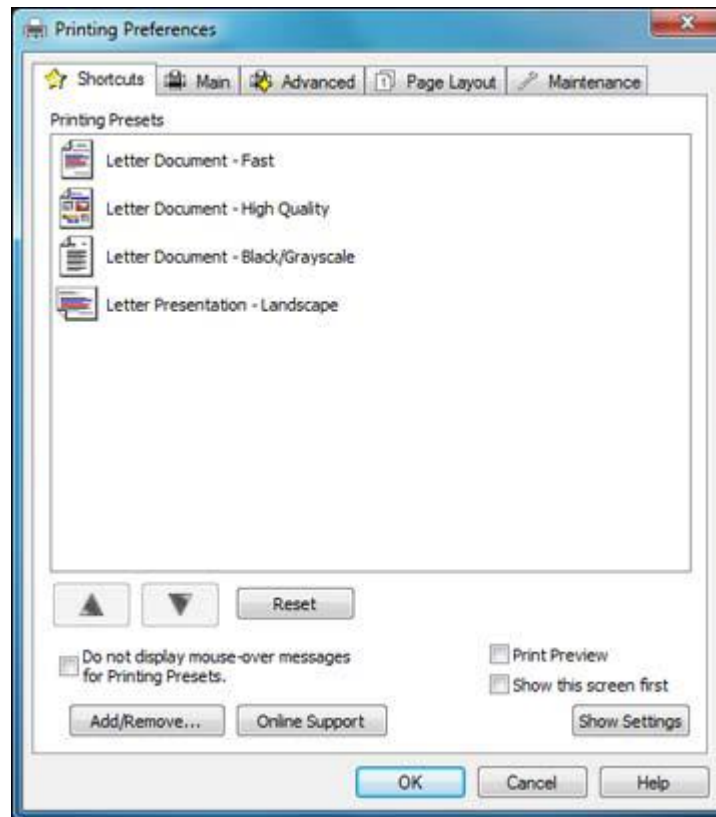 Printing Preferences
Shortcuts Main Advanced Page Layout Maintenance
Printing Presets
Letter Document - Fast
Letter Document - High Quality
Letter Document - Black/Grayscale
Letter Presentation - Landscape
Reset
Do not display mouse-over messages
for Printing Presets.
Print Preview
Show this screen first
Add/Remove... Online Support Show Settings
OK Cancel Help